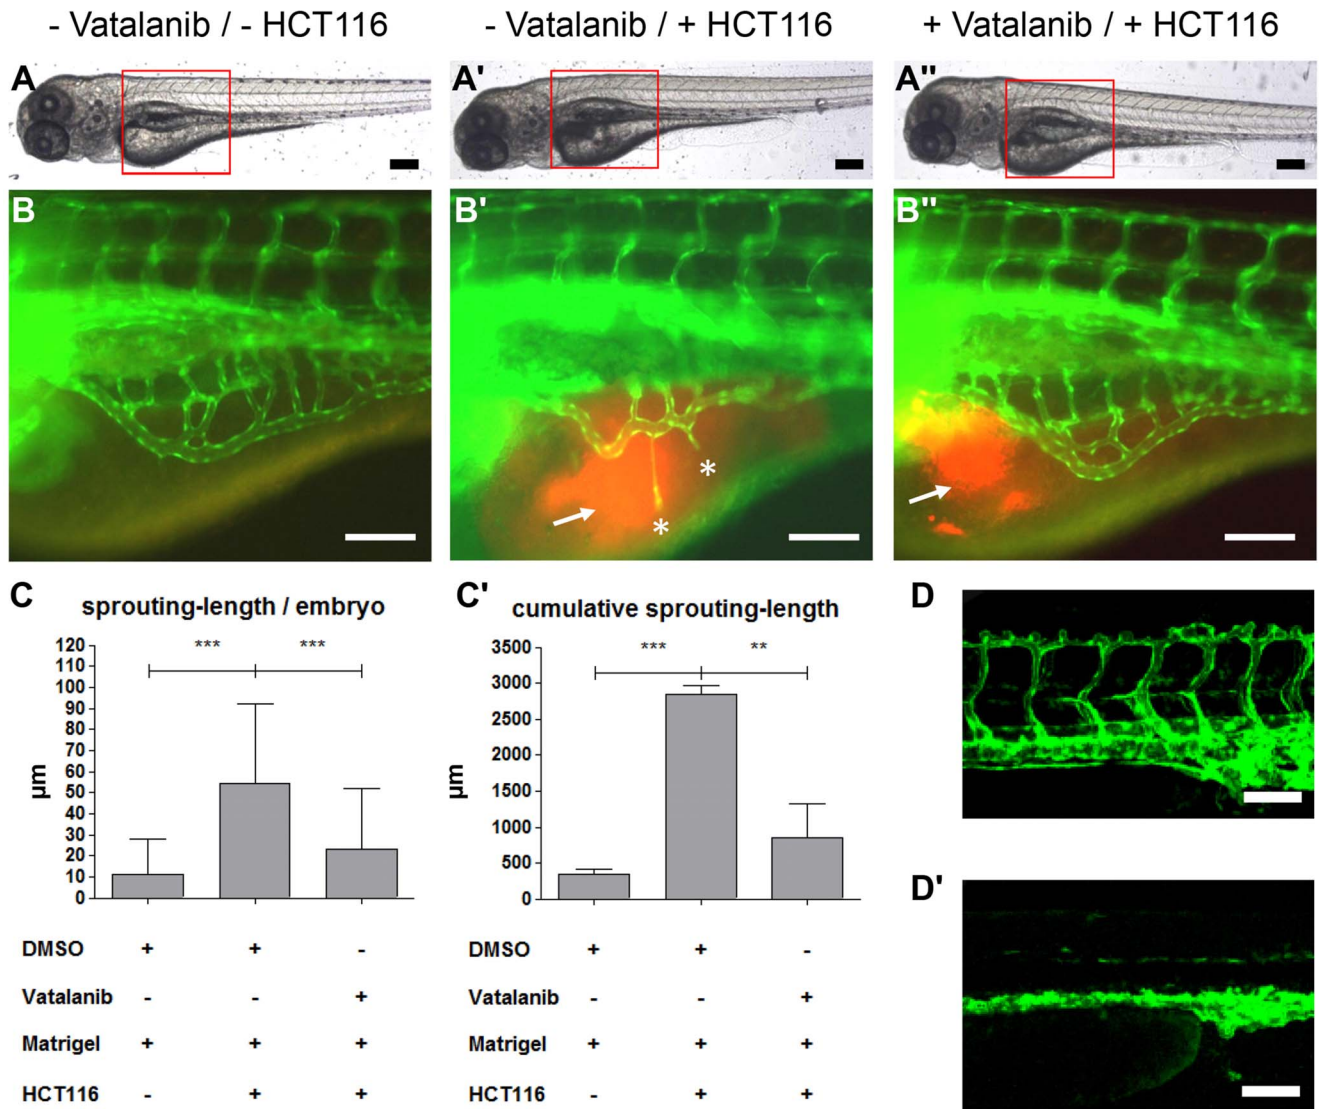 - Vatalanib / - HCT116
- Vatalanib / + HCT116
+ Vatalanib / + HCT116
A
A'
A"
B
B'
B"
*
*
C
sprouting-length / embryo
*** ***
120
110
100
90
80
70
60
50
40
30
20
10
0
µm
DMSO + + -
Vatalanib - - +
Matrigel + + +
HCT116 - + +
C'
cumulative sprouting-length
*** **
3500
3000
2500
2000
1500
1000
500
0
µm
DMSO + + -
Vatalanib - - +
Matrigel + + +
HCT116 - + +
D
D'